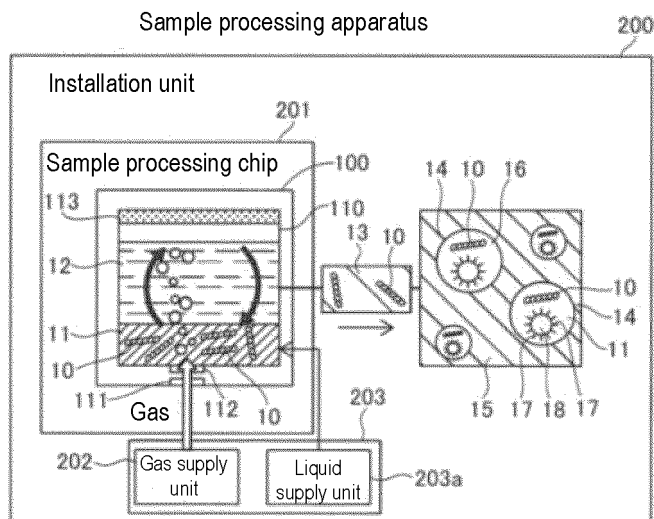 Sample processing apparatus
200
Installation unit
201
Sample processing chip
100
113
110
14
10
16
12
13
10
11
10
14
11
10
111
112
10
15
17
18
17
Gas
203
202
Gas supply
unit
Liquid
supply unit
203a